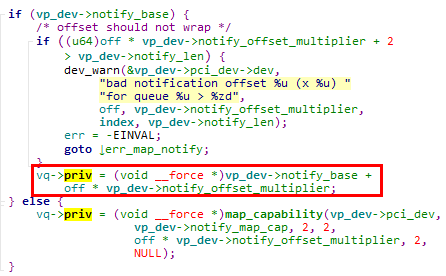 if (vp_dev->notify_base) {
/* offset should not wrap */
if ((u64)off * vp_dev->notify_offset_multiplier + 2
> vp_dev->notify_len) {
dev_warn(&vp_dev->pci_dev->dev,
"bad notification offset %u (x %u) "
"for queue %u > %zd",
off, vp_dev->notify_offset_multiplier,
index, vp_dev->notify_len);
err = -EINVAL;
goto ↓err_map_notify;
}
vq->priv = (void __force *)vp_dev->notify_base +
off * vp_dev->notify_offset_multiplier;
} else {
vq->priv = (void __force *)map_capability(vp_dev->pci_dev,
vp_dev->notify_map_cap, 2, 2,
off * vp_dev->notify_offset_multiplier, 2,
NULL);
}